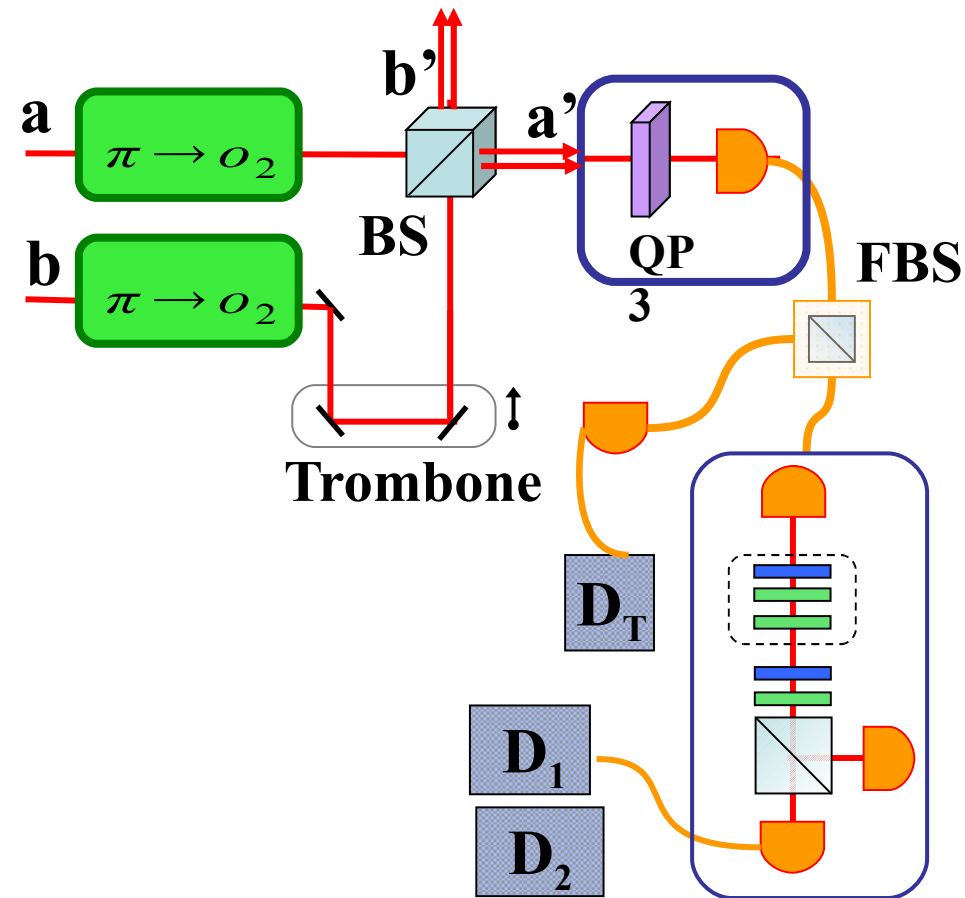 b’
a
π → o₂
a’
BS
QP
3
b
π → o₂
FBS
Trombone
D_T
D₁
D₂